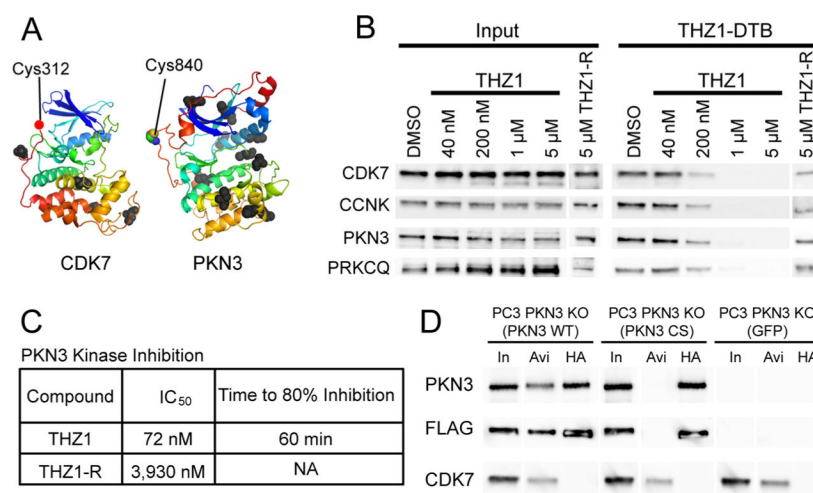 A
Cys312
Cys840
CDK7
PKN3
B
Input
THZ1-DTB
DMSO
THZ1
40 nM
200 nM
1 µM
5 µM
5 µM THZ1-R
DMSO
THZ1
40 nM
200 nM
1 µM
5 µM
5 µM THZ1-R
CDK7
CCNK
PKN3
PRKCQ
C
PKN3 Kinase Inhibition
Compound IC50 Time to 80% Inhibition
THZ1 72 nM 60 min
THZ1-R 3,930 nM NA
D
PC3 PKN3 KO PC3 PKN3 KO PC3 PKN3 KO
(PKN3 WT) (PKN3 CS) (GFP)
In Avi HA In Avi HA In Avi HA
PKN3
FLAG
CDK7